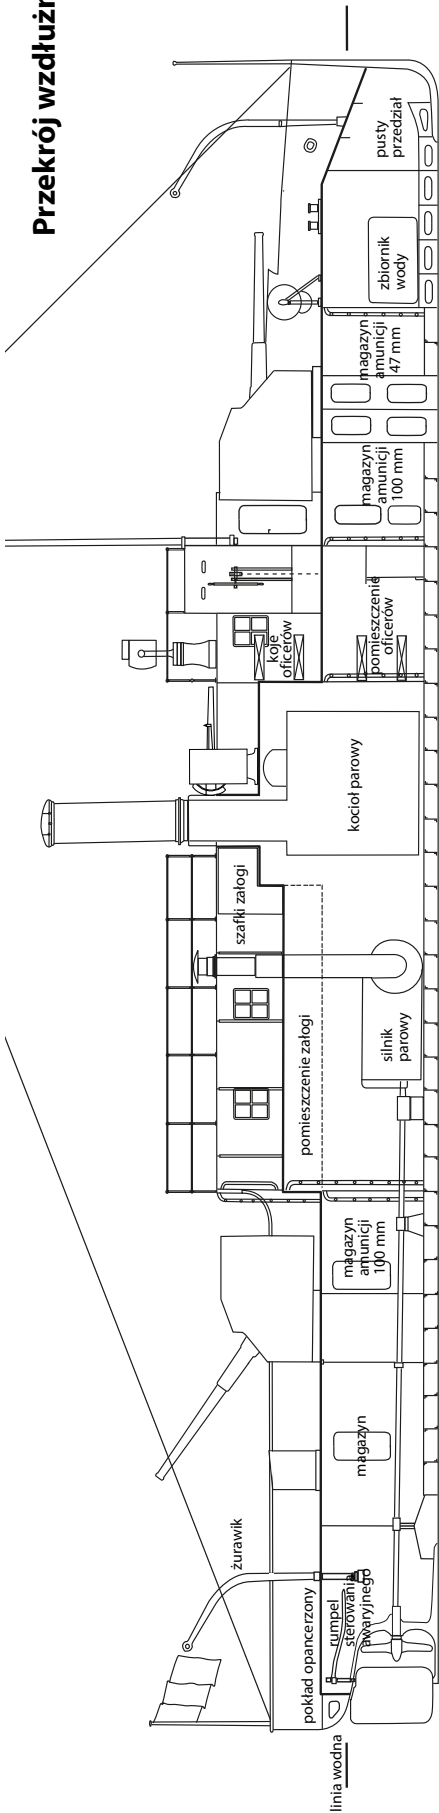 Przekrój wzdłużn
pusty
przedział
zbiornik
wody
magazyn
amunicji
47 mm
magazyn
amunicji
100 mm
koje
oficerów
pomieszczenie
oficerów
kocioł parowy
szafki załogi
pomieszczenie załogi
silnik
parowy
magazyn
amunicji
100 mm
magazyn
żurawik
pokład opancerzony
rumpel
sterowania
awaryjnego
linia wodna